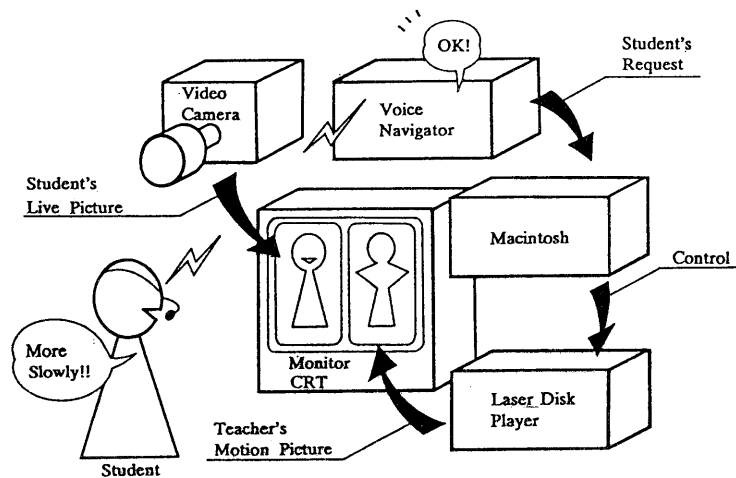 OK!
Student's
Request
Video
Camera
Voice
Navigator
Student's
Live Picture
Macintosh
Control
More
Slowly!!
Monitor
CRT
Laser Disk
Player
Teacher's
Motion Picture
Student